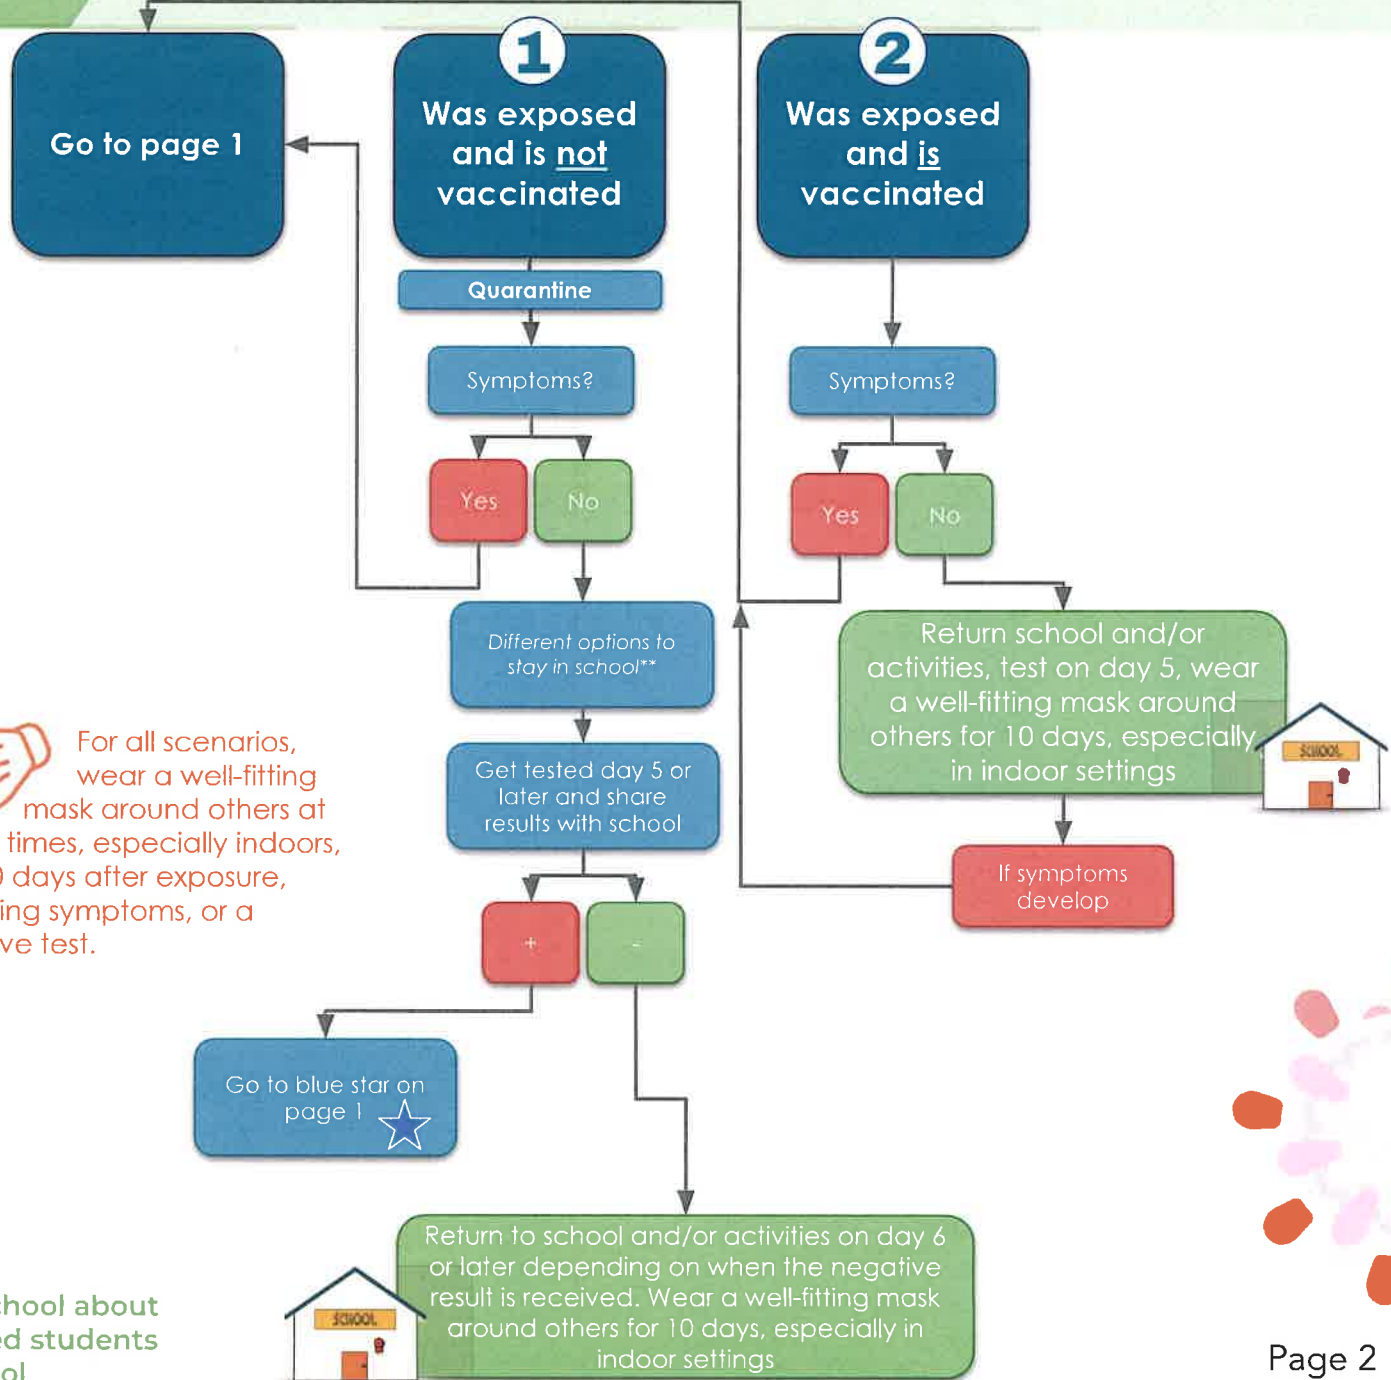 Go to page 1
1
Was exposed
and is not
vaccinated
2
Was exposed
and is
vaccinated
Quarantine
Symptoms?
Symptoms?
Yes
No
Yes
No
Different options to
stay in school**
Return school and/or
activities, test on day 5, wear
a well-fitting mask around
others for 10 days, especially
in indoor settings
SCHOOL
For all scenarios,
wear a well-fitting
mask around others at
times, especially indoors,
0 days after exposure,
ing symptoms, or a
ve test.
Get tested day 5 or
later and share
results with school
If symptoms
develop
+
-
Go to blue star on
page 1
Return to school and/or activities on day 6
or later depending on when the negative
result is received. Wear a well-fitting mask
around others for 10 days, especially in
indoor settings
SCHOOL
chool about
ed students
ol
Page 2